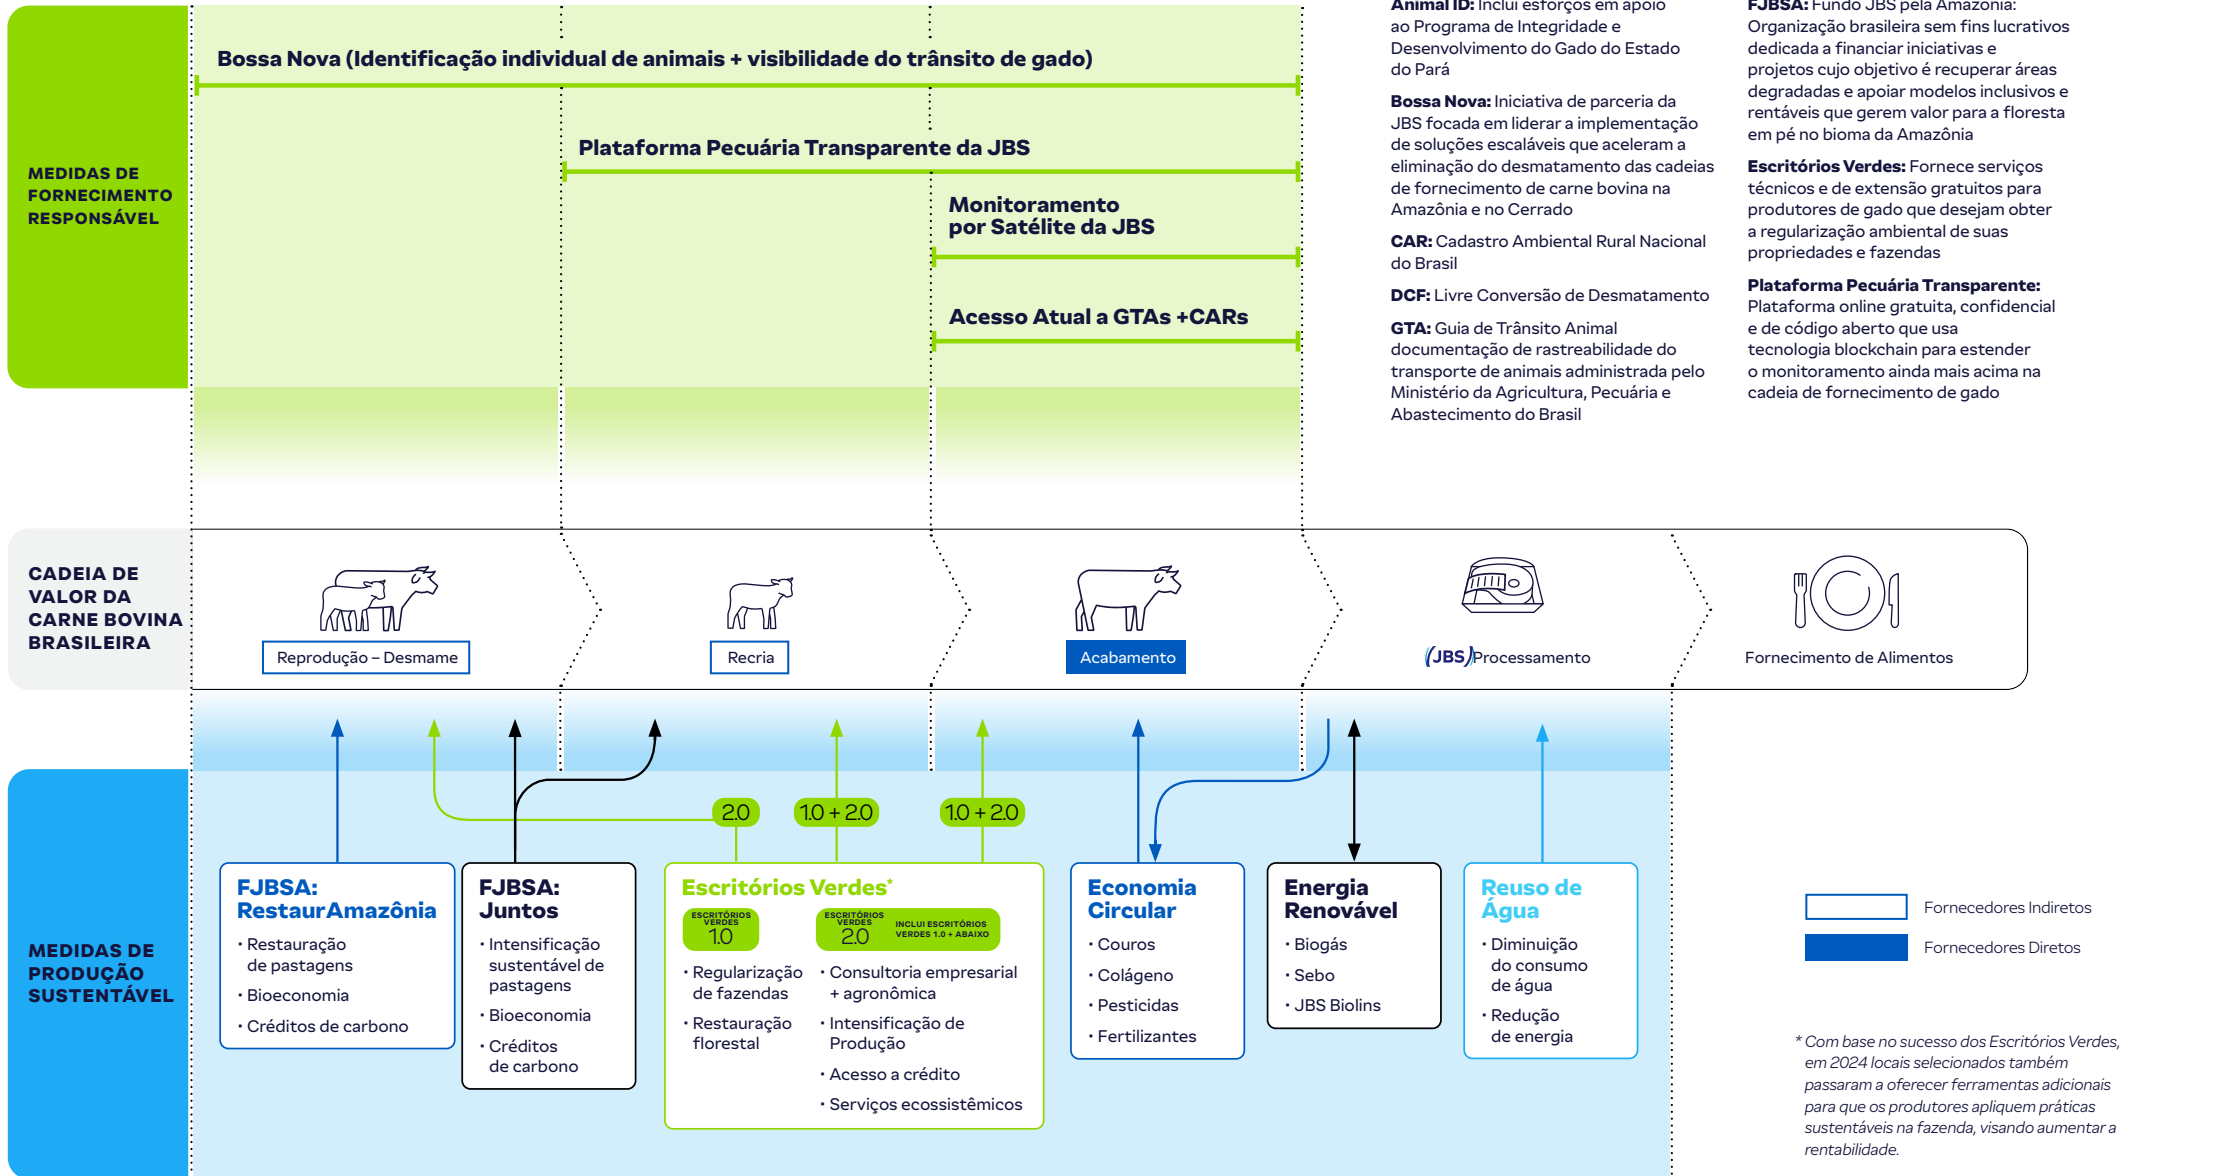 MEDIDAS DE
FORNECIMENTO
RESPONSÁVEL
Bossa Nova (Identificação individual de animais + visibilidade do trânsito de gado)
Plataforma Pecuária Transparente da JBS
Monitoramento
por Satélite da JBS
Acesso Atual a GTAs +CARs
Animal ID: Inclui esforços em apoio
ao Programa de Integridade e
Desenvolvimento do Gado do Estado
do Pará
Bossa Nova: Iniciativa de parceria da
JBS focada em liderar a implementação
de soluções escaláveis que aceleram a
eliminação do desmatamento das cadeias
de fornecimento de carne bovina na
Amazônia e no Cerrado
CAR: Cadastro Ambiental Rural Nacional
do Brasil
DCF: Livre Conversão de Desmatamento
GTA: Guia de Trânsito Animal
documentação de rastreabilidade do
transporte de animais administrada pelo
Ministério da Agricultura, Pecuária e
Abastecimento do Brasil
FJBSA: Fundo JBS pela Amazônia:
Organização brasileira sem fins lucrativos
dedicada a financiar iniciativas e
projetos cujo objetivo é recuperar áreas
degradadas e apoiar modelos inclusivos e
rentáveis que gerem valor para a floresta
em pé no bioma da Amazônia
Escritórios Verdes: Fornece serviços
técnicos e de extensão gratuitos para
produtores de gado que desejam obter
a regularização ambiental de suas
propriedades e fazendas
Plataforma Pecuária Transparente:
Plataforma online gratuita, confidencial
e de código aberto que usa
tecnologia blockchain para estender
o monitoramento ainda mais acima na
cadeia de fornecimento de gado
CADEIA DE
VALOR DA
CARNE BOVINA
BRASILEIRA
Reprodução – Desmame
Recria
Acabamento
(JBS) Processamento
Fornecimento de Alimentos
MEDIDAS DE
PRODUÇÃO
SUSTENTÁVEL
2.0
1.0 + 2.0
1.0 + 2.0
FJBSA:
RestaurAmazônia
· Restauração
de pastagens
· Bioeconomia
· Créditos de carbono
FJBSA:
Juntos
· Intensificação
sustentável de
pastagens
· Bioeconomia
· Créditos
de carbono
Escritórios Verdes*
ESCRITÓRIOS
VERDES
1.0
· Regularização
de fazendas
· Restauração
florestal
ESCRITÓRIOS
VERDES
2.0
INCLUI ESCRITÓRIOS
VERDES 1.0 + ABAIXO
· Consultoria empresarial
+ agronômica
· Intensificação de
Produção
· Acesso a crédito
· Serviços ecossistêmicos
Economia
Circular
· Couros
· Colágeno
· Pesticidas
· Fertilizantes
Energia
Renovável
· Biogás
· Sebo
· JBS Biolins
Reuso de
Água
· Diminuição
do consumo
de água
· Redução
de energia
Fornecedores Indiretos
Fornecedores Diretos
* Com base no sucesso dos Escritórios Verdes,
em 2024 locais selecionados também
passaram a oferecer ferramentas adicionais
para que os produtores apliquem práticas
sustentáveis na fazenda, visando aumentar a
rentabilidade.